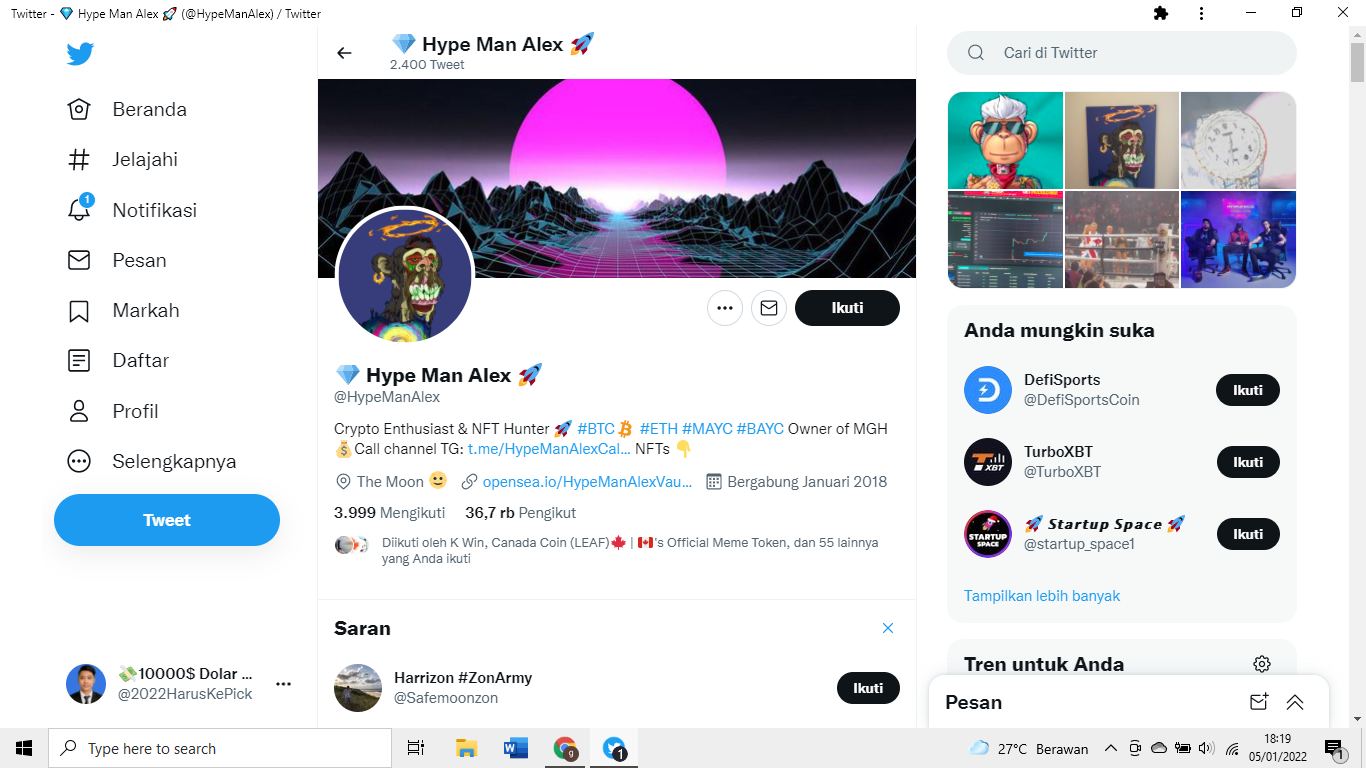 Twitter - 💎 Hype Man Alex 🚀 (@HypeManAlex) / Twitter
Beranda
Jelajahi
1
Notifikasi
Pesan
Markah
Daftar
Profil
Selengkapnya
Tweet
💸10000$ Dolar ...
@2022HarusKePick
💎 Hype Man Alex 🚀
2.400 Tweet
Ikuti
💎 Hype Man Alex 🚀
@HypeManAlex
Crypto Enthusiast & NFT Hunter 🚀 #BTC #ETH #MAYC #BAYC Owner of MGH
💰Call channel TG: t.me/HypeManAlexCal... NFTs 👇
The Moon 🙂 opensea.io/HypeManAlexVau... Bergabung Januari 2018
3.999 Mengikuti 36,7 rb Pengikut
Diikuti oleh K Win, Canada Coin (LEAF)🍁 | 🇨🇦's Official Meme Token, dan 55 lainnya
yang Anda ikuti
Saran
Harrizon #ZonArmy
@Safemoonzon
Ikuti
Cari di Twitter
Anda mungkin suka
DefiSports
@DefiSportsCoin
Ikuti
XBT
TurboXBT
@TurboXBT
Ikuti
STARTUP
SPACE
🚀 Startup Space 🚀
@startup_space1
Ikuti
Tampilkan lebih banyak
Tren untuk Anda
Pesan
Type here to search
1
27°C Berawan
18:19
05/01/2022
1